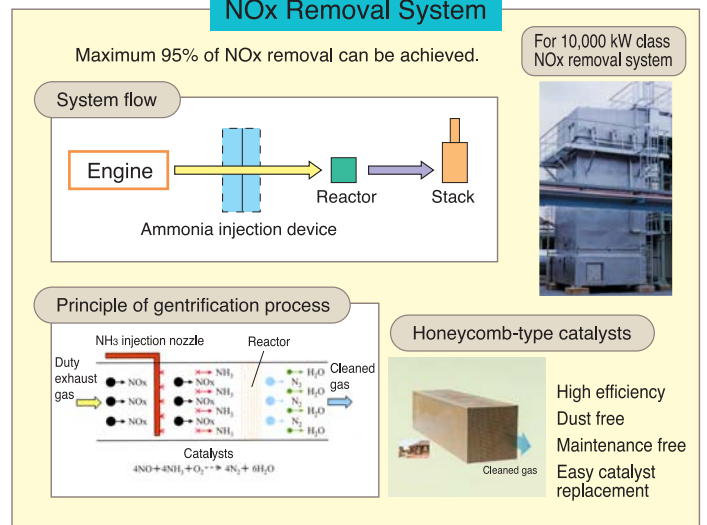 NOx Removal System
Maximum 95% of NOx removal can be achieved.
For 10,000 kW class
NOx removal system
System flow
Engine
Reactor
Stack
Ammonia injection device
Principle of gentrification process
NH3 injection nozzle
Reactor
Duty
exhaust
gas
Cleaned
gas
NOx
NOx
NOx
NH3
NOx
NH3
NOx
NH3
NOx
NH3
H2O
N2
H2O
N2
H2O
N2
H2O
Catalysts
4NO+4NH3+O2⇢4N2+ 6H2O
Honeycomb-type catalysts
Cleaned gas
High efficiency
Dust free
Maintenance free
Easy catalyst
replacement